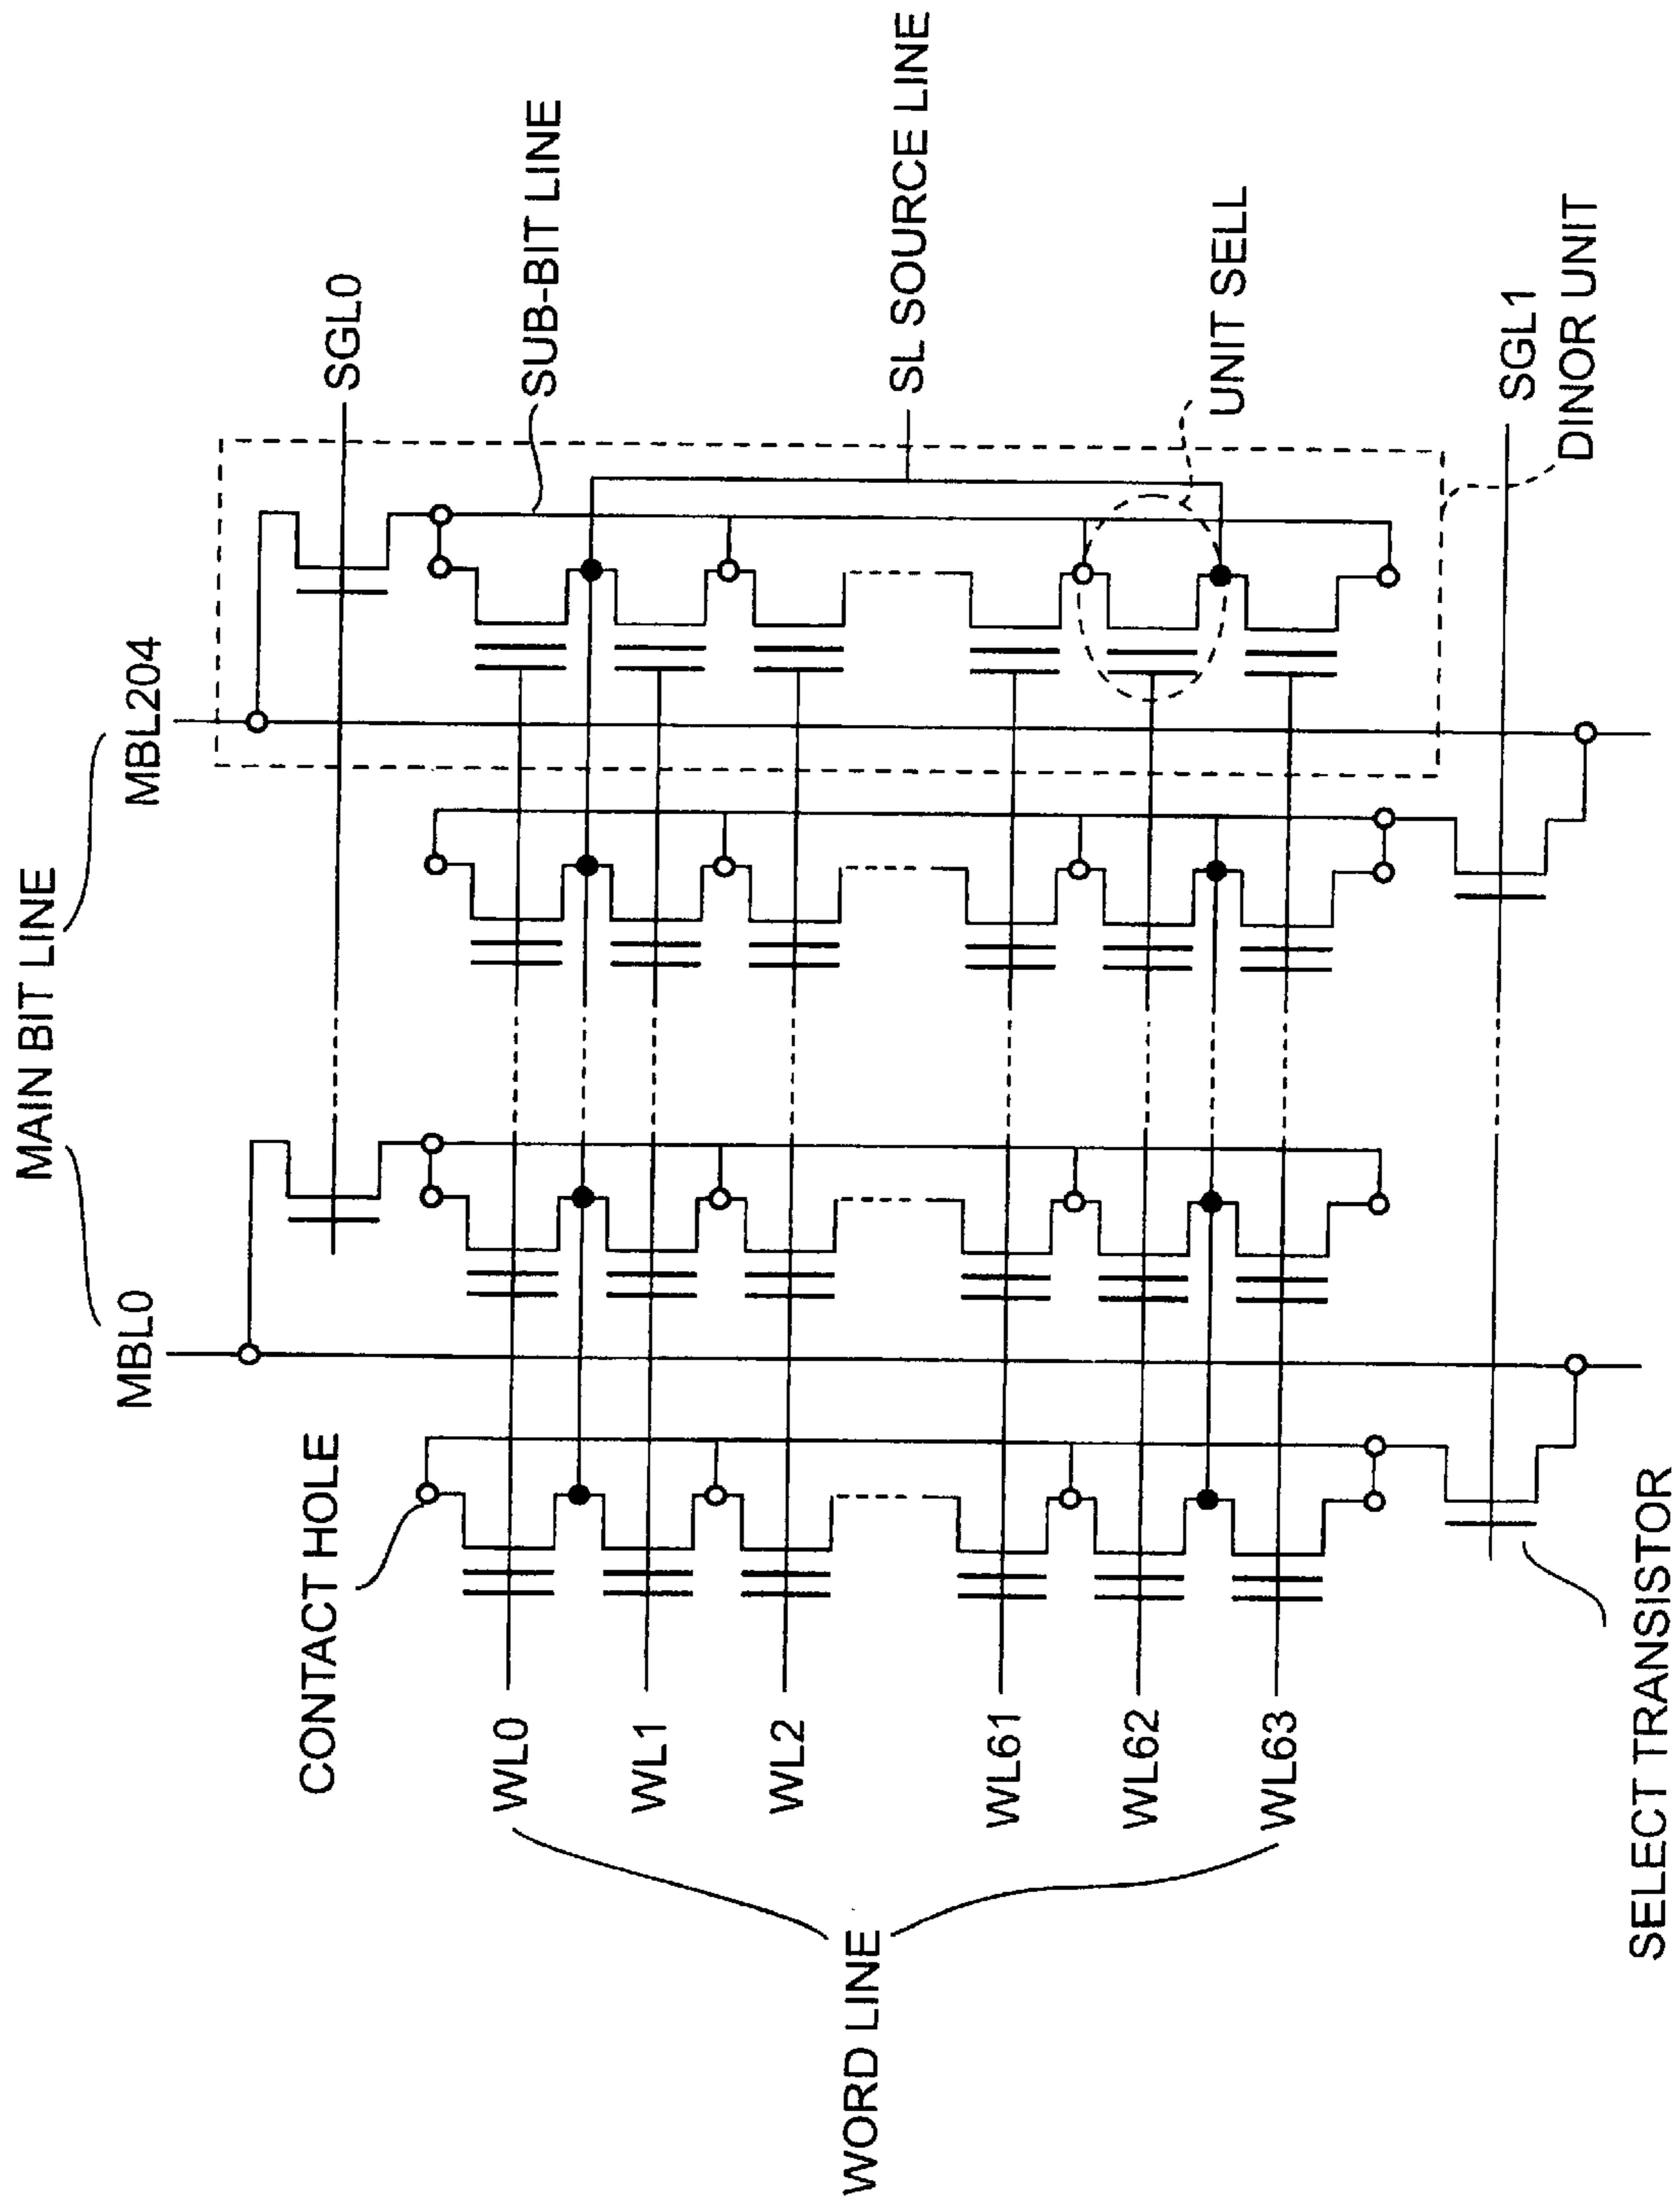 MAIN BIT LINE
MBL0
MBL204
CONTACT HOLE
SGL0
SUB-BIT LINE
WL0
WL1
WL2
SL SOURCE LINE
WORD LINE
WL61
WL62
WL63
UNIT SELL
SGL1
DINOR UNIT
SELECT TRANSISTOR